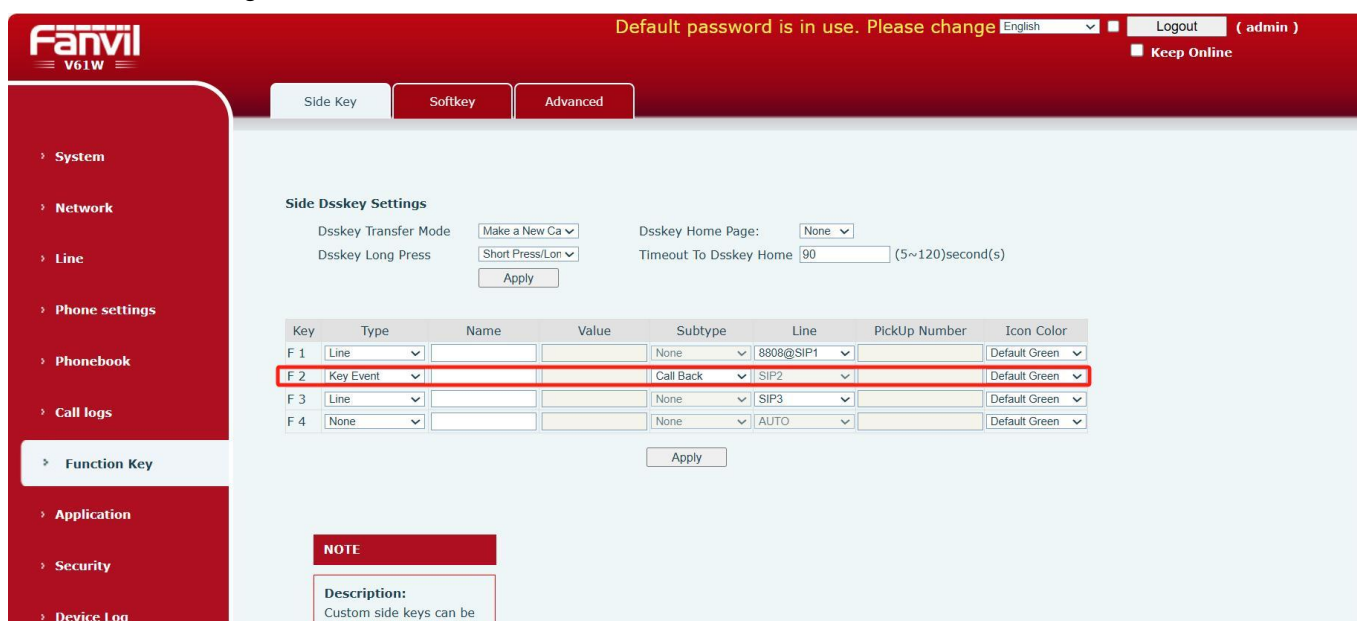 Fanvil
V61W
Default password is in use. Please change English Logout ( admin )
Keep Online
Side Key Softkey Advanced
System
Network
Line
Phone settings
Phonebook
Call logs
Function Key
Application
Security
Device Log
Side Dsskey Settings
Dsskey Transfer Mode Make a New Ca Dsskey Home Page: None
Dsskey Long Press Short Press/Lon Timeout To Dsskey Home 90 (5~120)second(s)
Apply
Key Type Name Value Subtype Line PickUp Number Icon Color
F 1 Line None 8808@SIP1 Default Green
F 2 Key Event Call Back SIP2 Default Green
F 3 Line None SIP3 Default Green
F 4 None None AUTO Default Green
Apply
NOTE
Description:
Custom side keys can be